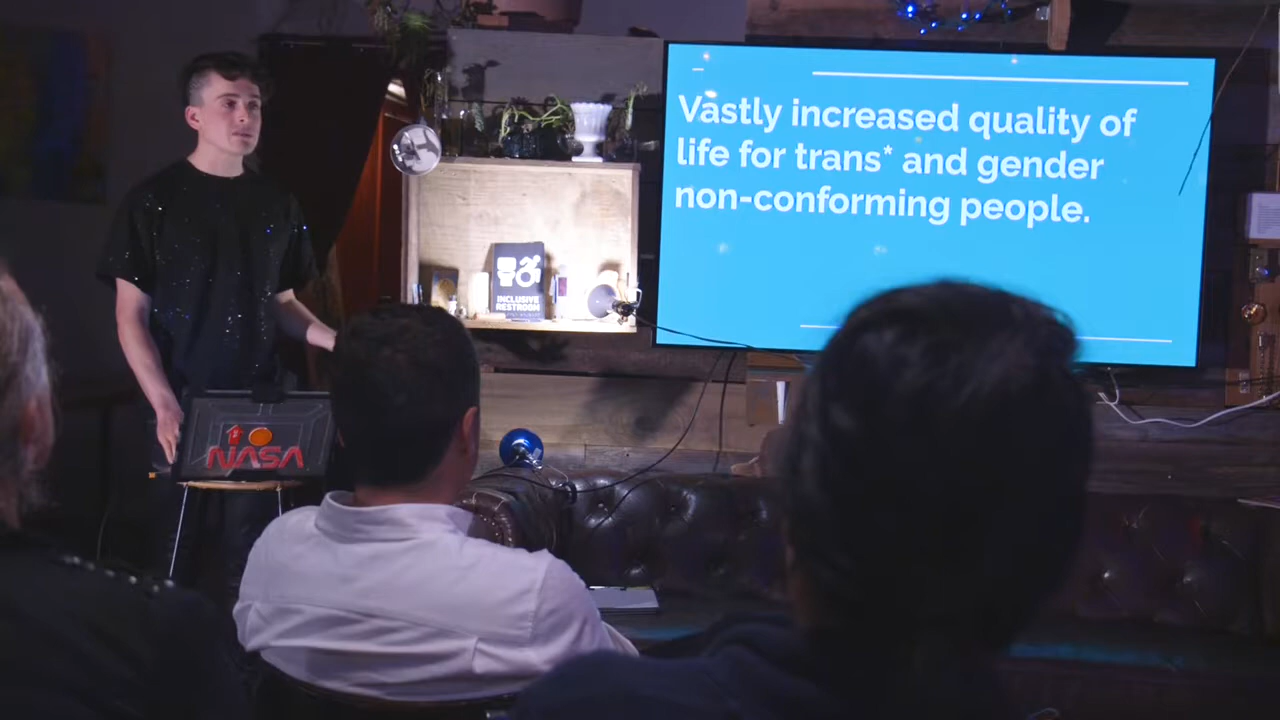 Vastly increased quality of
life for trans* and gender
non-conforming people.
INCLUSIVE
RESTROOM
NASA